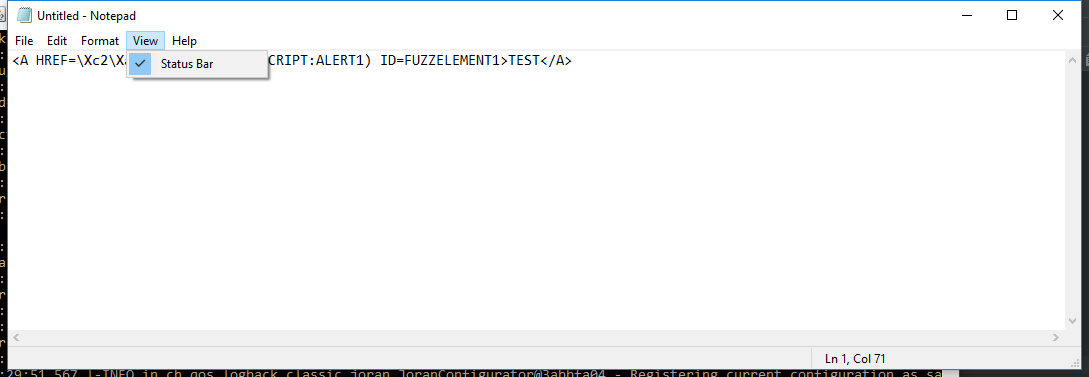 Untitled - Notepad
File Edit Format View Help
<A HREF=\Xc2\Xa CRIPT:ALERT1) ID=FUZZELEMENT1>TEST</A>
Status Bar
Ln 1, Col 71
:29:51,567 |-INFO in ch.qos.logback.classic.joran.JoranConfigurator@3abbfa04 - Registering current configuration as sa